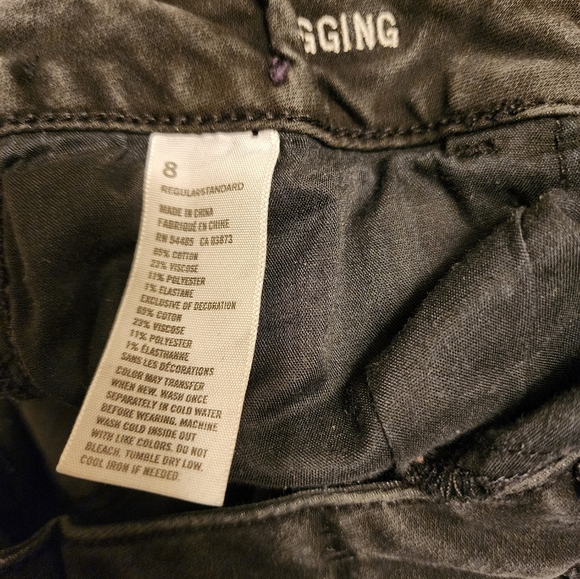 GGING
8
REGULAR/STANDARD
MADE IN CHINA
FABRIQUÉ EN CHINE
RN 54485 CA 03873
65% COTTON
23% VISCOSE
11% POLYESTER
1% ELASTANE
EXCLUSIVE OF DECORATION
65% COTON
23% VISCOSE
11% POLYESTER
1% ÉLASTHANNE
SANS LES DÉCORATIONS
COLOR MAY TRANSFER
WHEN NEW. WASH ONCE
SEPARATELY IN COLD WATER
BEFORE WEARING. MACHINE
WASH COLD INSIDE OUT
WITH LIKE COLORS. DO NOT
BLEACH. TUMBLE DRY LOW.
COOL IRON IF NEEDED.